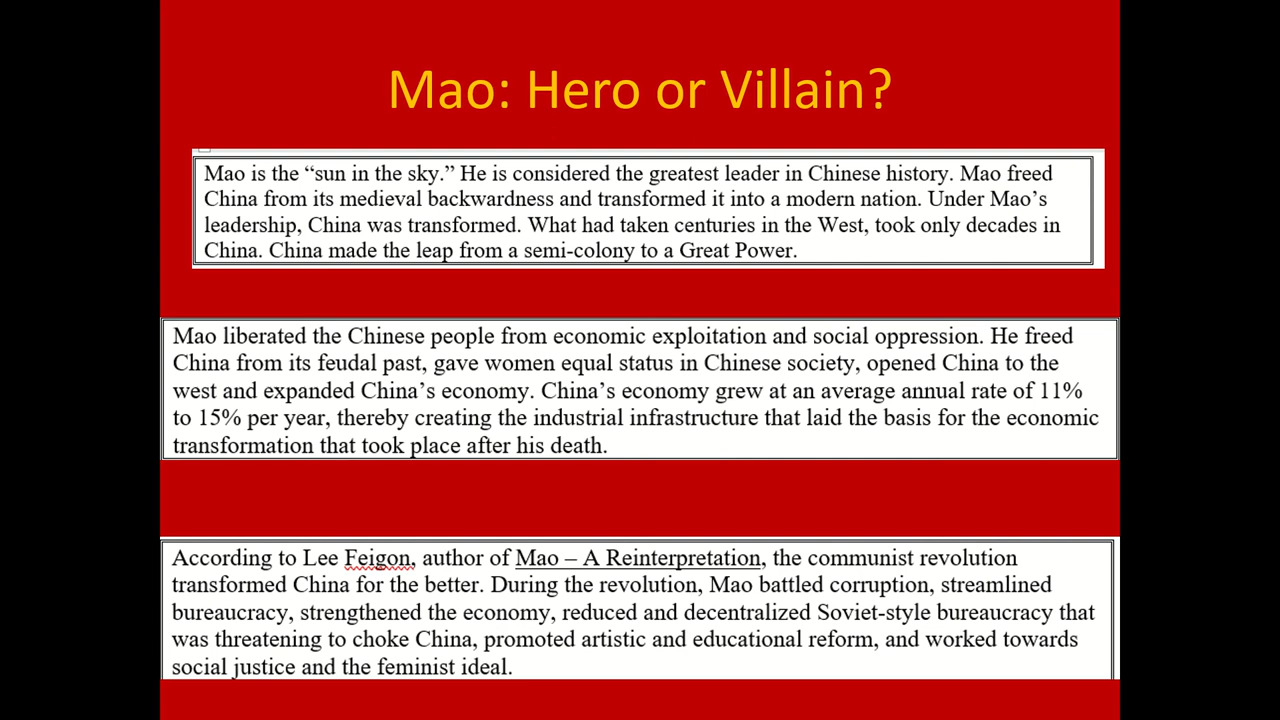 Mao: Hero or Villain?
Mao is the “sun in the sky.” He is considered the greatest leader in Chinese history. Mao freed
China from its medieval backwardness and transformed it into a modern nation. Under Mao’s
leadership, China was transformed. What had taken centuries in the West, took only decades in
China. China made the leap from a semi-colony to a Great Power.
Mao liberated the Chinese people from economic exploitation and social oppression. He freed
China from its feudal past, gave women equal status in Chinese society, opened China to the
west and expanded China’s economy. China’s economy grew at an average annual rate of 11%
to 15% per year, thereby creating the industrial infrastructure that laid the basis for the economic
transformation that took place after his death.
According to Lee Feigon, author of Mao – A Reinterpretation, the communist revolution
transformed China for the better. During the revolution, Mao battled corruption, streamlined
bureaucracy, strengthened the economy, reduced and decentralized Soviet-style bureaucracy that
was threatening to choke China, promoted artistic and educational reform, and worked towards
social justice and the feminist ideal.